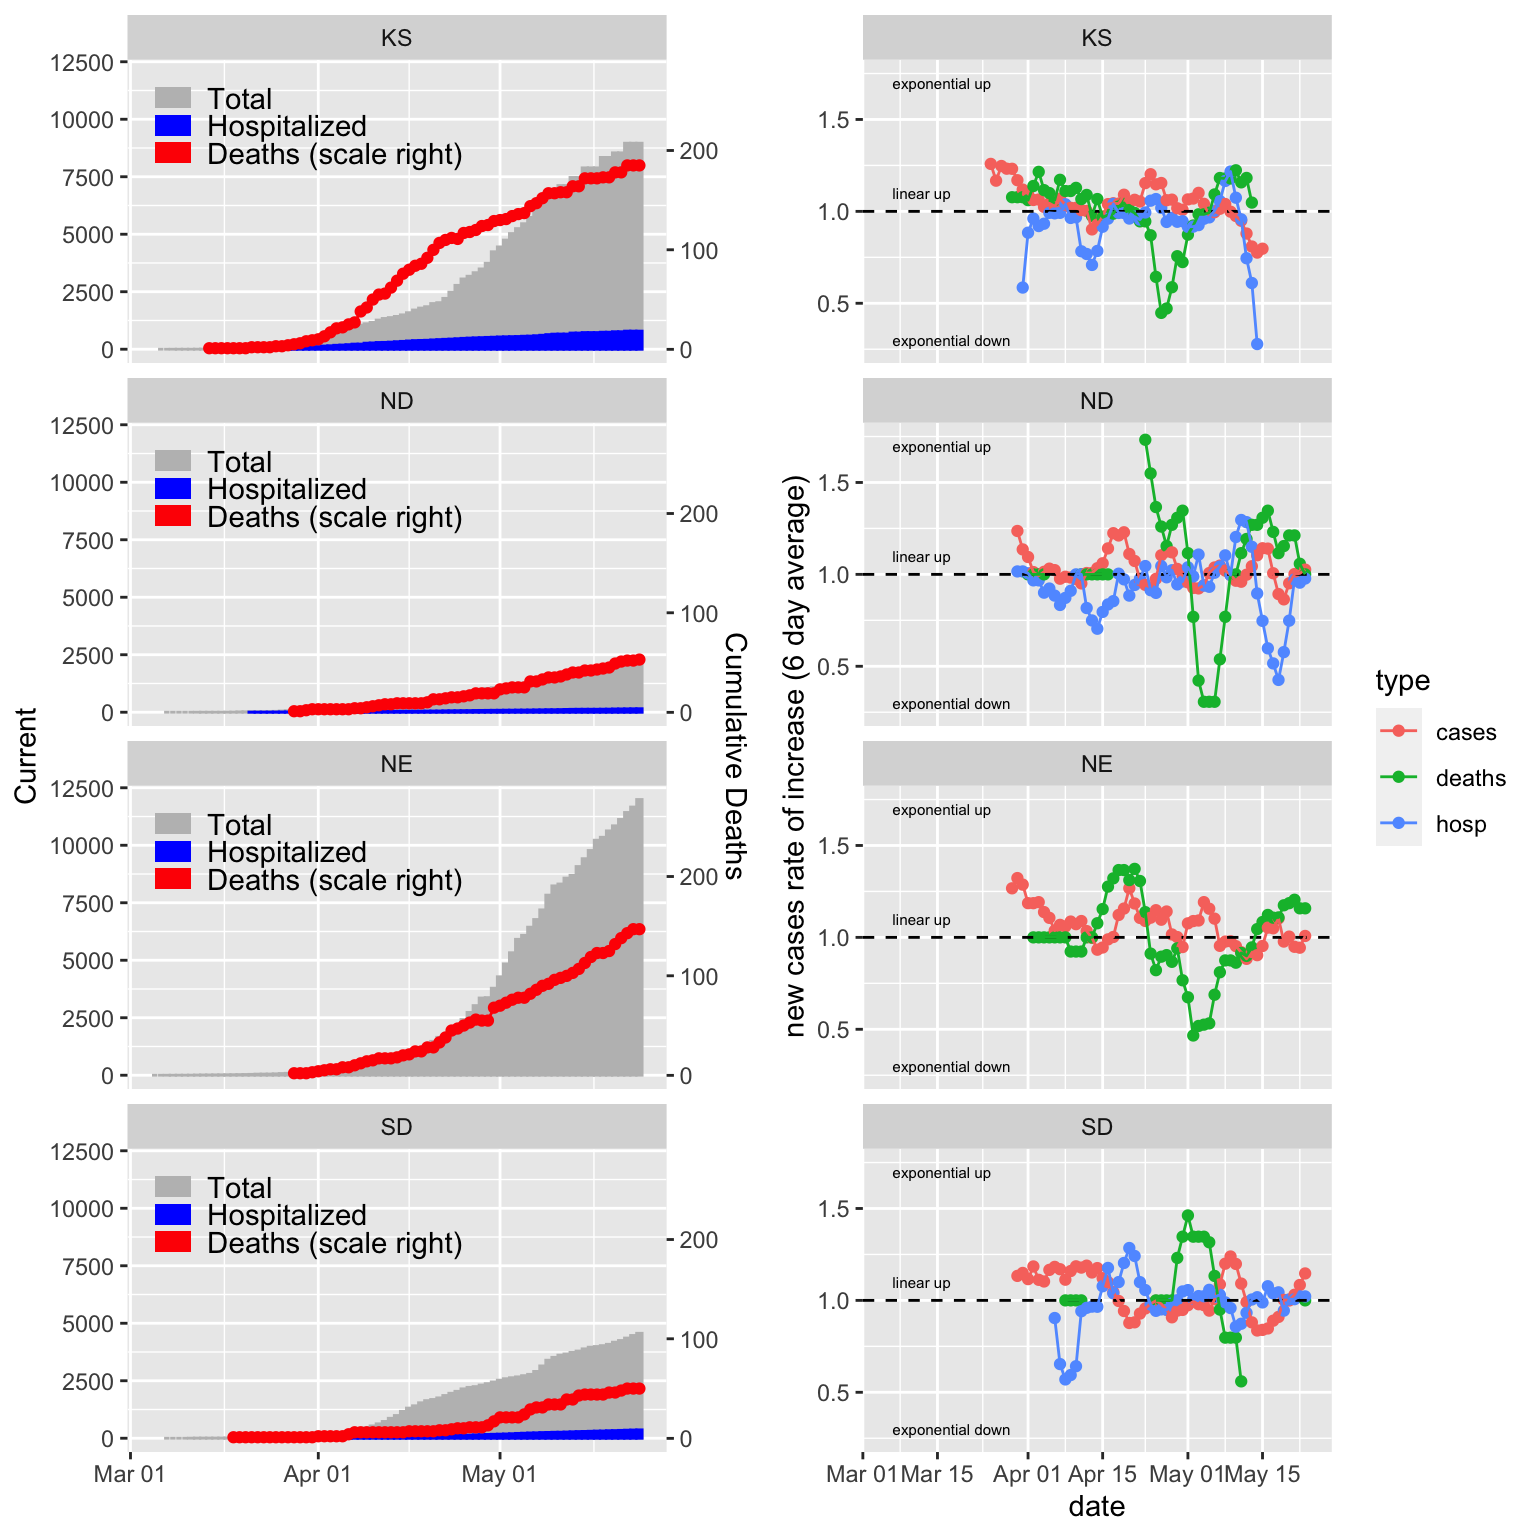 KS
12500
10000
7500
5000
2500
0
Total
Hospitalized
Deaths (scale right)
200
100
0
ND
12500
10000
7500
5000
2500
0
Total
Hospitalized
Deaths (scale right)
200
100
0
NE
12500
10000
7500
5000
2500
0
Total
Hospitalized
Deaths (scale right)
200
100
0
SD
12500
10000
7500
5000
2500
0
Total
Hospitalized
Deaths (scale right)
200
100
0
Mar 01
Apr 01
May 01
Current
Cumulative Deaths
KS
1.5
1.0
0.5
exponential up
linear up
exponential down
ND
1.5
1.0
0.5
exponential up
linear up
exponential down
NE
1.5
1.0
0.5
exponential up
linear up
exponential down
SD
1.5
1.0
0.5
exponential up
linear up
exponential down
Mar 01
Mar 15
Apr 01
Apr 15
May 01
May 15
date
new cases rate of increase (6 day average)
type
cases
deaths
hosp